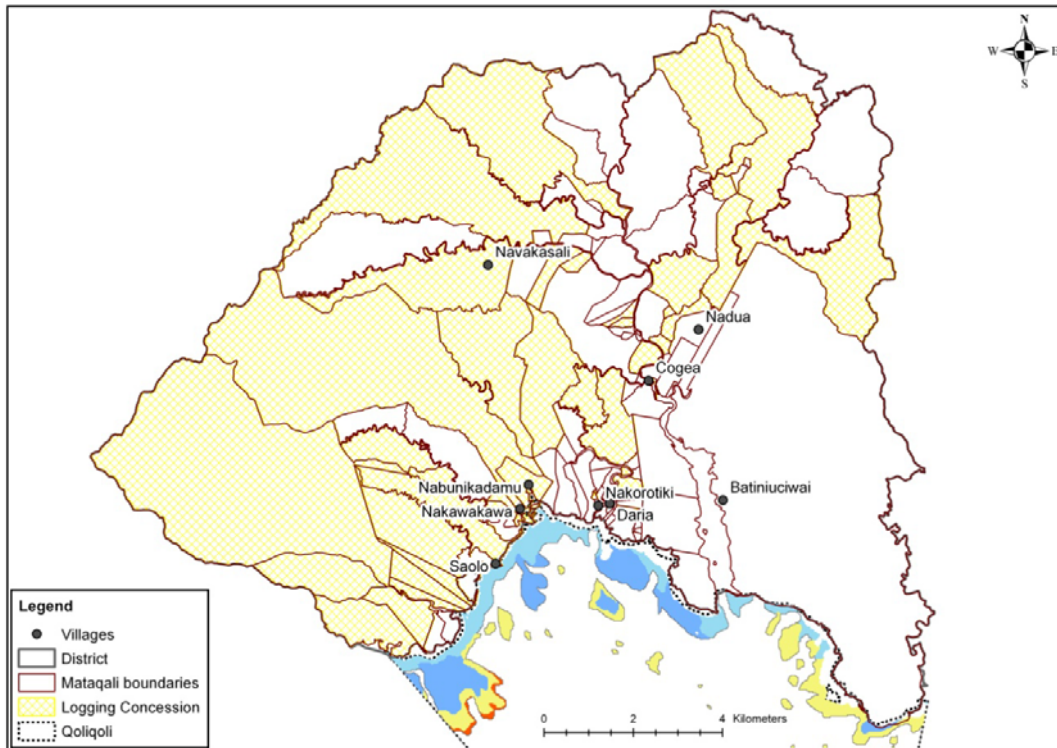 N
W E
S
Navakasali
Nadua
Cogea
Nabunikadamu
Nakorotiki
Batiniuciwai
Nakawakawa
Daria
Saolo
Legend
Villages
District
Mataqali boundaries
Logging Concession
Qoliqoli
0 2 4 Kilometers